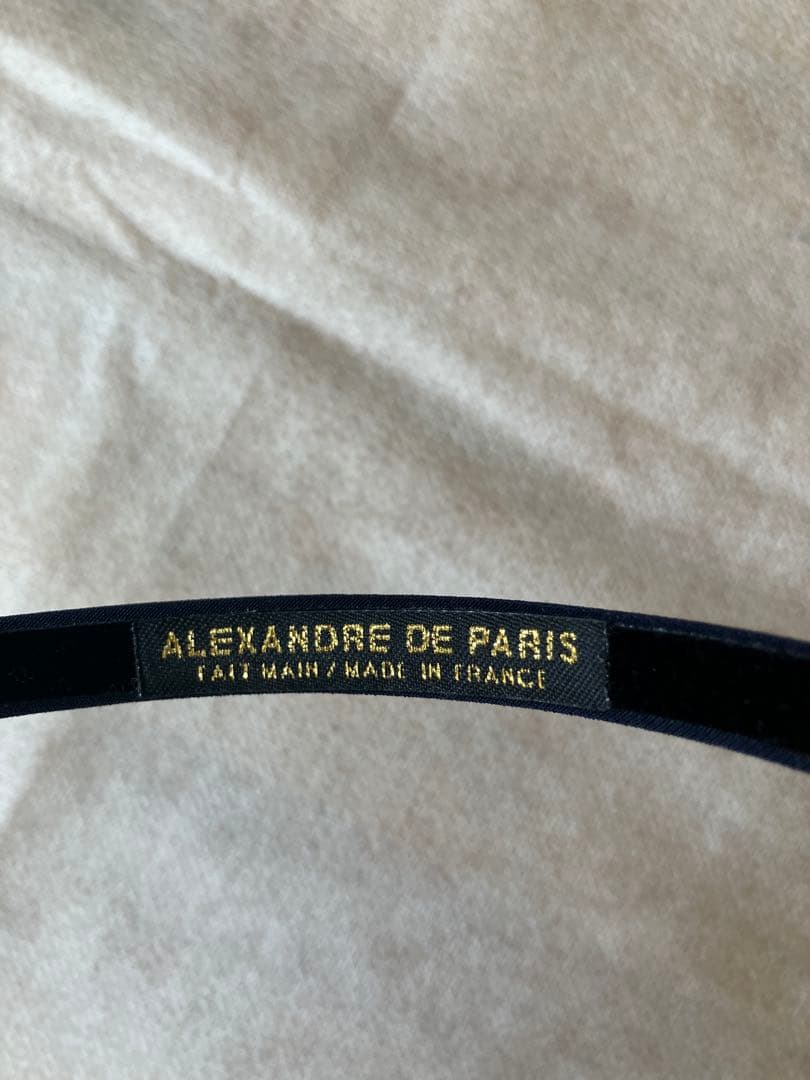 ALEXANDRE DE PARIS
FAIT MAIN / MADE IN FRANCE